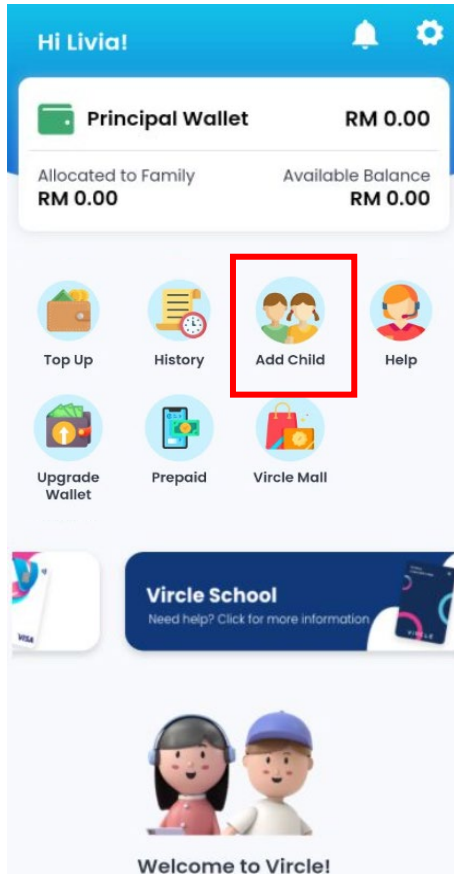 Hi Livia!
Principal Wallet RM 0.00
Allocated to Family Available Balance
RM 0.00 RM 0.00
Top Up History Add Child Help
Upgrade Wallet Prepaid Vircle Mall
Vircle School
Need help? Click for more information
VISA
VIRCLE
Welcome to Vircle!